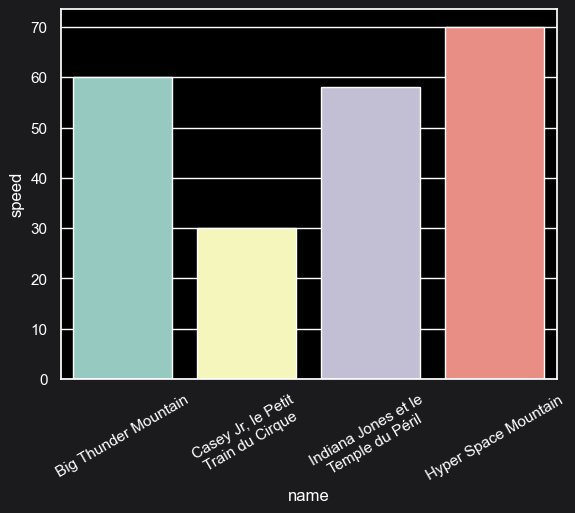 70
60
50
40
30
20
10
0
speed
Big Thunder Mountain
Casey Jr, le Petit
Train du Cirque
Indiana Jones et le
Temple du Péril
Hyper Space Mountain
name